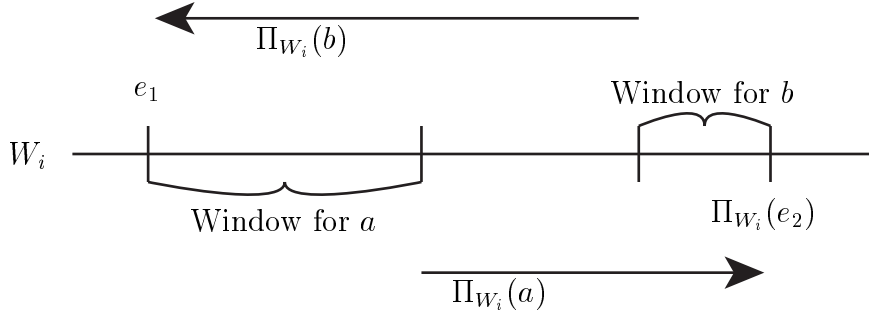 Π_{W_i}(b)
e_1
Window for b
W_i
Window for a
Π_{W_i}(e_2)
Π_{W_i}(a)